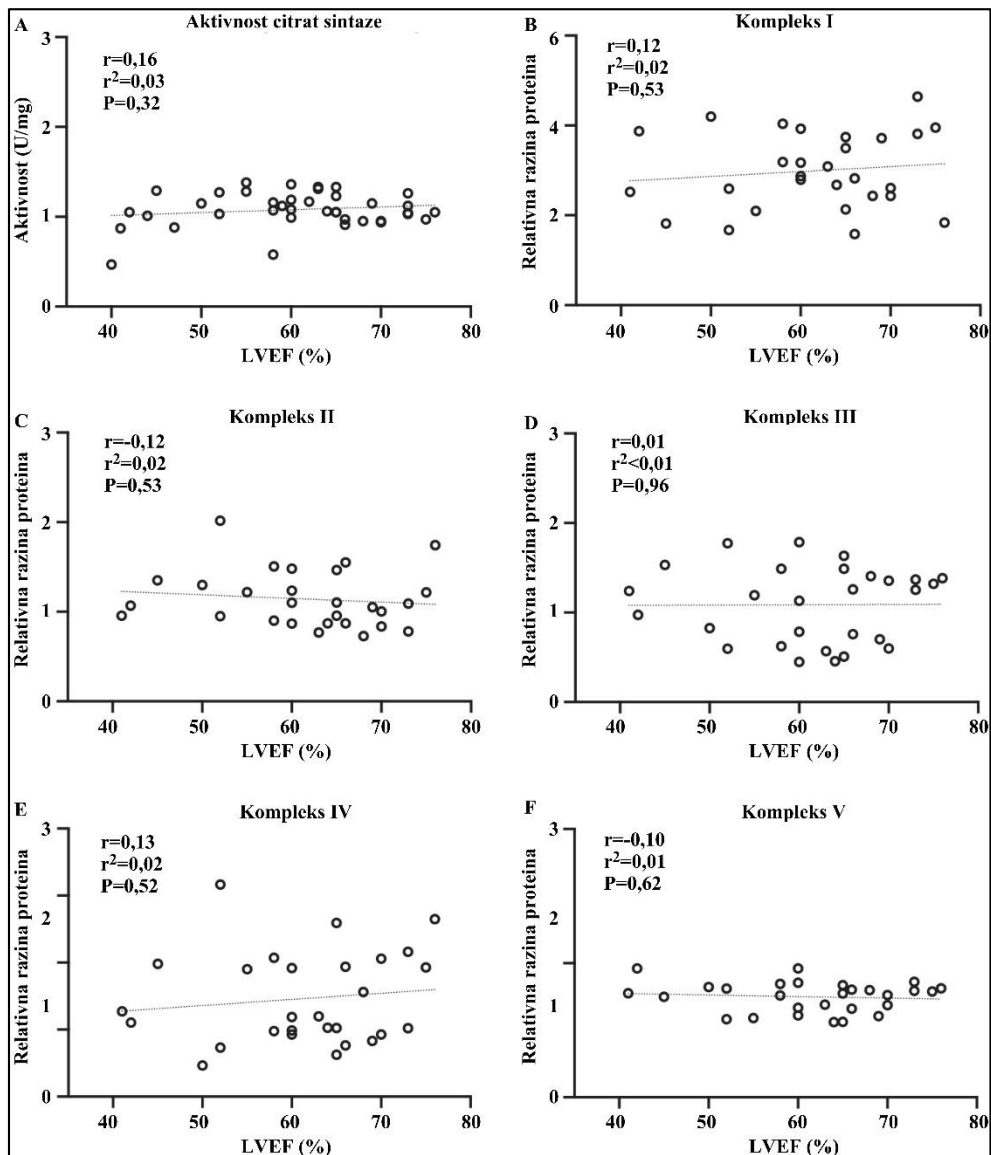 A
Aktivnost citrat sintaze
r=0,16
r²=0,03
P=0,32
Aktivnost (U/mg)
3
2
1
0
40 50 60 70 80
LVEF (%)
B
Kompleks I
r=0,12
r²=0,02
P=0,53
Relativna razina proteina
6
4
2
0
40 50 60 70 80
LVEF (%)
C
Kompleks II
r=-0,12
r²=0,02
P=0,53
Relativna razina proteina
3
2
1
0
40 50 60 70 80
LVEF (%)
D
Kompleks III
r=0,01
r²<0,01
P=0,96
Relativna razina proteina
3
2
1
0
40 50 60 70 80
LVEF (%)
E
Kompleks IV
r=0,13
r²=0,02
P=0,52
Relativna razina proteina
3
2
1
0
40 50 60 70 80
LVEF (%)
F
Kompleks V
r=-0,10
r²=0,01
P=0,62
Relativna razina proteina
3
2
1
0
40 50 60 70 80
LVEF (%)